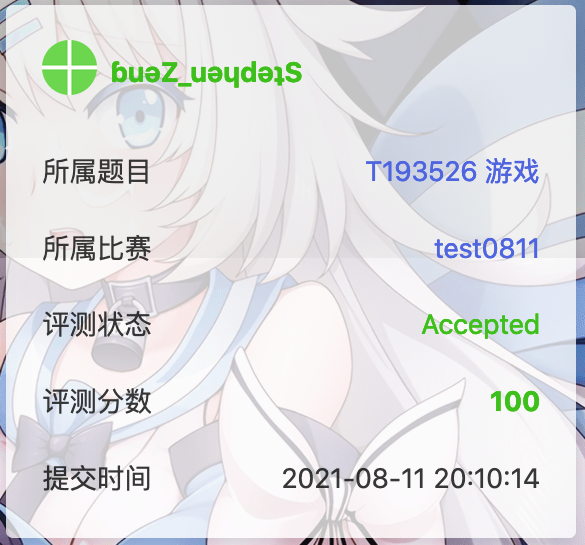 Stephen_Zeng
所属题目 T193526 游戏
所属比赛 test0811
评测状态 Accepted
评测分数 100
提交时间 2021-08-11 20:10:14